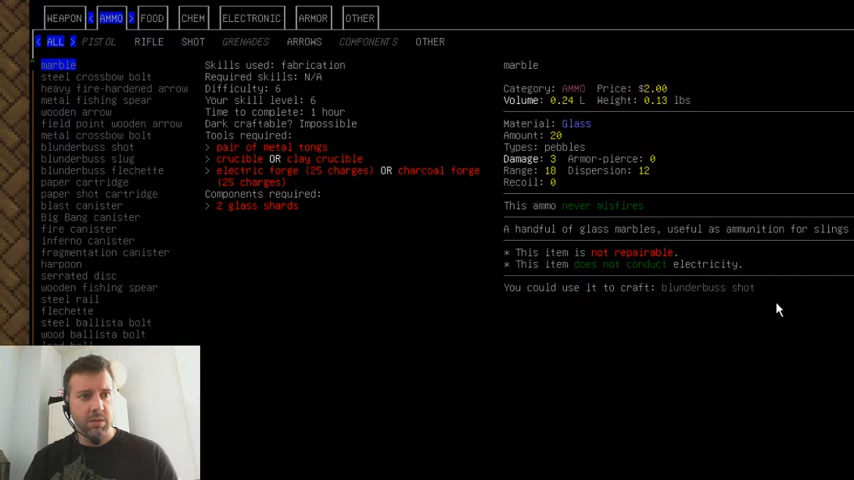 WEAPON < AMMO > FOOD CHEM ELECTRONIC ARMOR OTHER
< ALL > PISTOL RIFLE SHOT GRENADES ARROWS COMPONENTS OTHER
marble
steel crossbow bolt
heavy fire-hardened arrow
metal fishing spear
wooden arrow
field point wooden arrow
metal crossbow bolt
blunderbuss shot
blunderbuss slug
blunderbuss flechette
paper cartridge
paper shot cartridge
blast canister
Big Bang canister
fire canister
inferno canister
fragmentation canister
harpoon
serrated disc
wooden fishing spear
steel rail
flechette
steel ballista bolt
wood ballista bolt
Skills used: fabrication
Required skills: N/A
Difficulty: 6
Your skill level: 6
Time to complete: 1 hour
Dark craftable? Impossible
Tools required:
> pair of metal tongs
> crucible OR clay crucible
> electric forge (25 charges) OR charcoal forge
(25 charges)
Components required:
> 2 glass shards
marble
Category: AMMO Price: $2.00
Volume: 0.24 L Weight: 0.13 lbs
Material: Glass
Amount: 20
Types: pebbles
Damage: 3 Armor-pierce: 0
Range: 18 Dispersion: 12
Recoil: 0
This ammo never misfires
A handful of glass marbles, useful as ammunition for slings
* This item is not repairable.
* This item does not conduct electricity.
You could use it to craft: blunderbuss shot